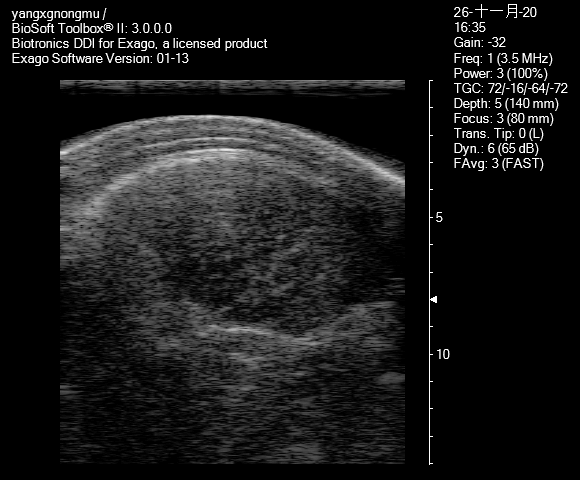 yangxgnongmu /
BioSoft Toolbox® II: 3.0.0.0
Biotronics DDI for Exago, a licensed product
Exago Software Version: 01-13
26-十一月-20
16:35
Gain: -32
Freq: 1 (3.5 MHz)
Power: 3 (100%)
TGC: 72/-16/-64/-72
Depth: 5 (140 mm)
Focus: 3 (80 mm)
Trans. Tip: 0 (L)
Dyn.: 6 (65 dB)
FAvg: 3 (FAST)
5
10